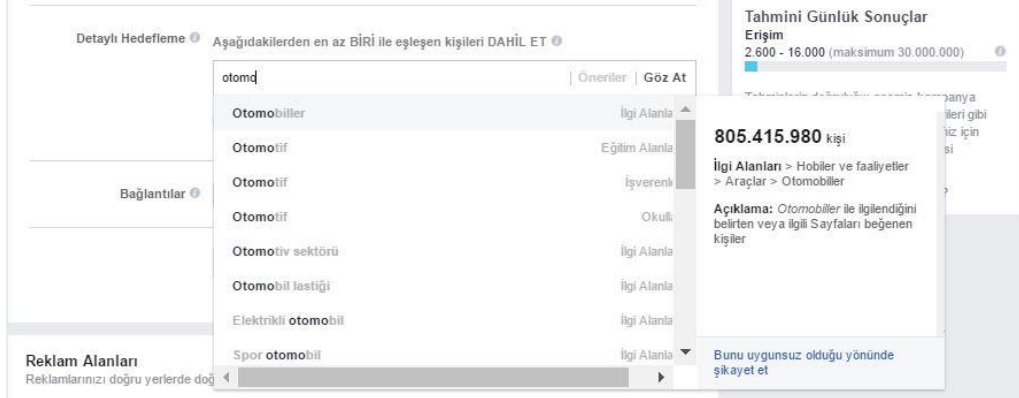 Detaylı Hedefleme
Aşağıdakilerden en az BİRİ ile eşleşen kişileri DAHİL ET
otomo
| Öneriler | Göz At
Otomobiller İlgi Alanla
Otomotif Eğitim Alanla
Otomotif İşverenle
Otomotif Okulla
Otomotiv sektörü İlgi Alanla
Otomobil lastiği İlgi Alanla
Elektrikli otomobil İlgi Alanla
Spor otomobil İlgi Alanla
Bağlantılar
Reklam Alanları
Reklamlarınızı doğru yerlerde doğ
Tahmini Günlük Sonuçlar
Erişim
2.600 - 16.000 (maksimum 30.000.000)
805.415.980 kişi
İlgi Alanları > Hobiler ve faaliyetler
> Araçlar > Otomobiller
Açıklama: Otomobiller ile ilgilendiğini
belirten veya ilgili Sayfaları beğenen
kişiler
Bunu uygunsuz olduğu yönünde
şikayet et